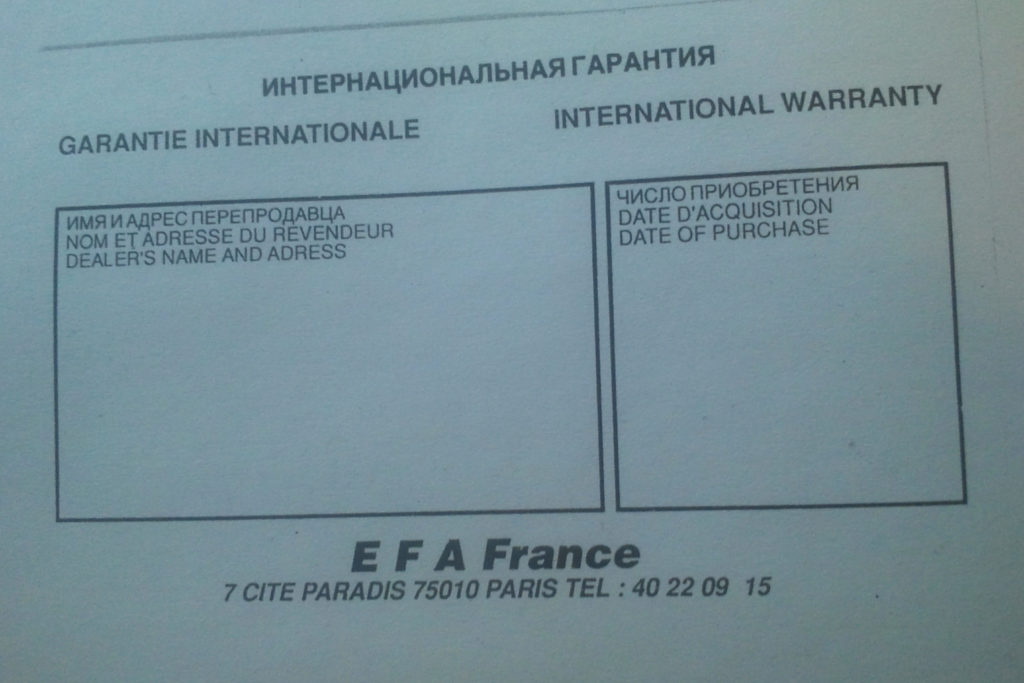 ИНТЕРНАЦИОНАЛЬНАЯ ГАРАНТИЯ
GARANTIE INTERNATIONALE
INTERNATIONAL WARRANTY
ИМЯ И АДРЕС ПЕРЕПРОДАВЦА
NOM ET ADRESSE DU REVENDEUR
DEALER'S NAME AND ADRESS
ЧИСЛО ПРИОБРЕТЕНИЯ
DATE D'ACQUISITION
DATE OF PURCHASE
E F A France
7 CITE PARADIS 75010 PARIS TEL : 40 22 09 15